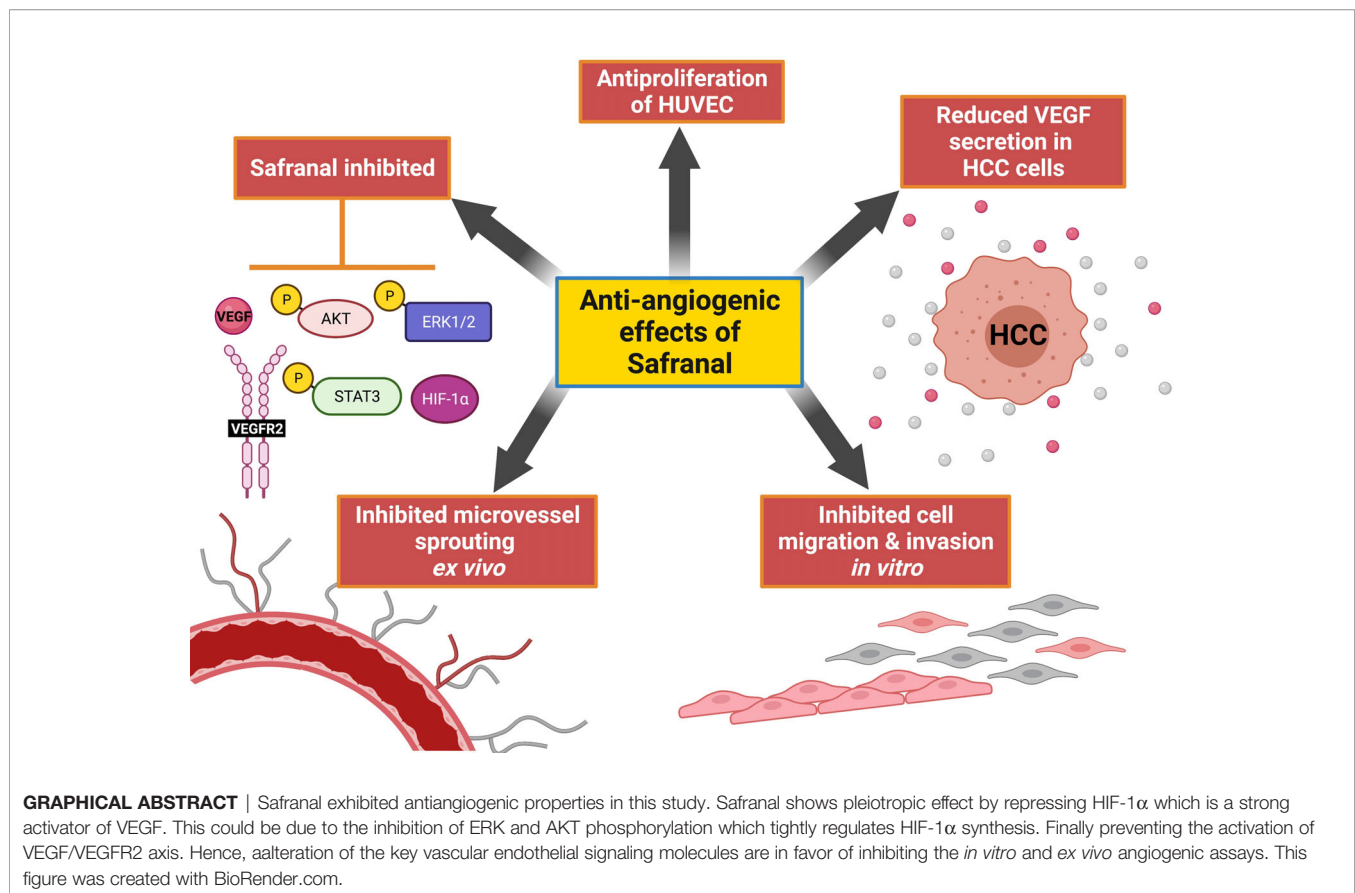 Antiproliferation
of HUVEC
Reduced VEGF
secretion in
HCC cells
Safranal inhibited
Anti-angiogenic
effects of
Safranal
P
P
VEGF
AKT
ERK1/2
HCC
P
STAT3
HIF-1α
VEGFR2
Inhibited microvessel
sprouting
ex vivo
Inhibited cell
migration & invasion
in vitro
GRAPHICAL ABSTRACT | Safranal exhibited antiangiogenic properties in this study. Safranal shows pleiotropic effect by repressing HIF-1α which is a strong
activator of VEGF. This could be due to the inhibition of ERK and AKT phosphorylation which tightly regulates HIF-1α synthesis. Finally preventing the activation of
VEGF/VEGFR2 axis. Hence, aalteration of the key vascular endothelial signaling molecules are in favor of inhibiting the in vitro and ex vivo angiogenic assays. This
figure was created with BioRender.com.